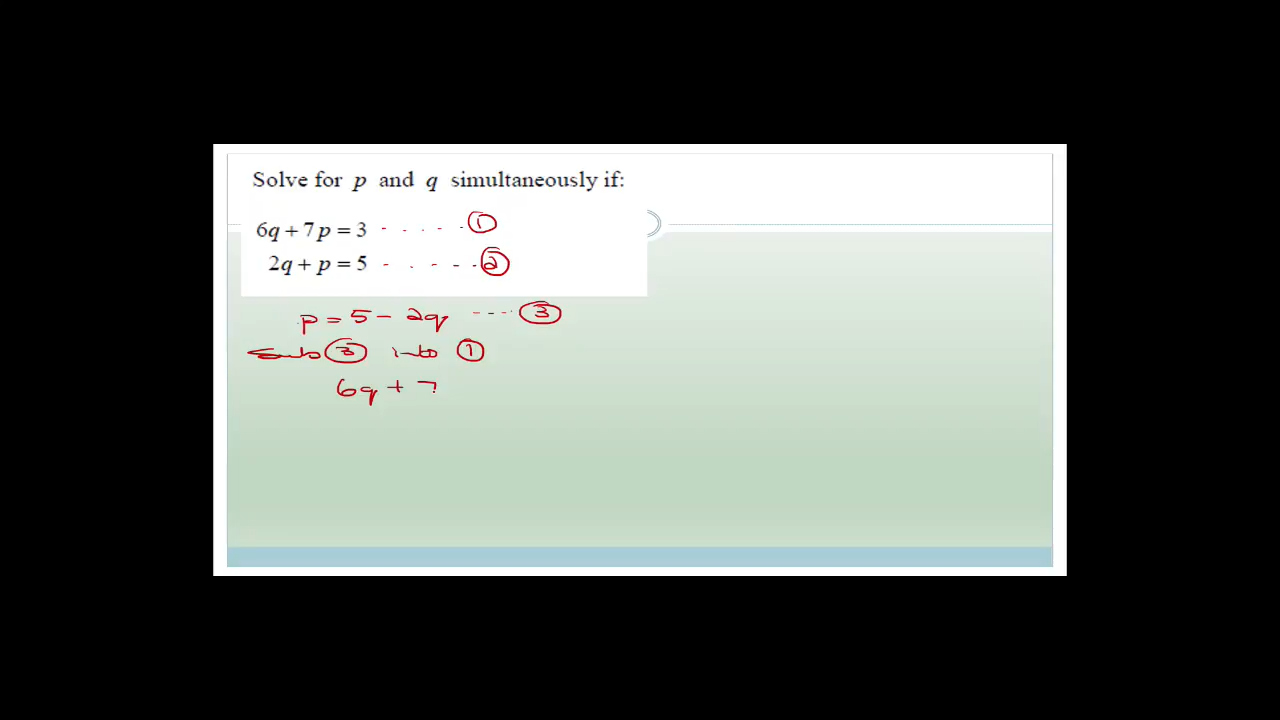 Solve for p and q simultaneously if:
6q + 7p = 3 - . . . . . ①
2q + p = 5 - . - - - - ②
p = 5 - 2q ---- ③
Sub ③ into ①
6q + 7